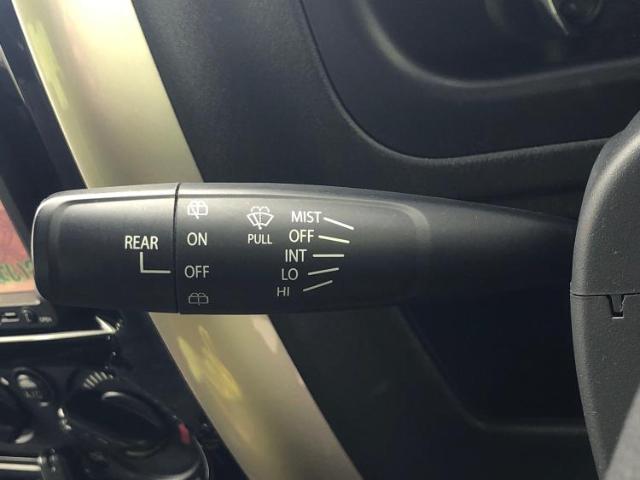 REAR
ON
OFF
PULL
MIST
OFF
INT
LO
HI
A/C